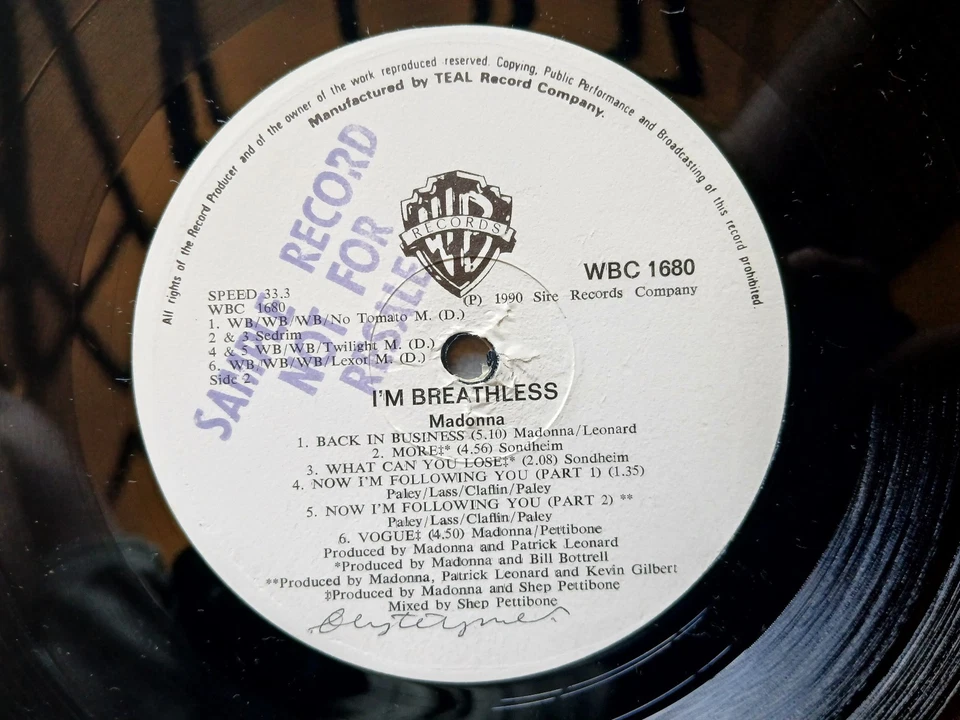 All rights of the Record Producer and of the owner of the work reproduced reserved. Copying, Public Performance and Broadcasting of this record prohibited.
Manufactured by TEAL Record Company.
SAMPLE RECORD
NOT FOR
RESALE
WB
RECORDS
WBC 1680
SPEED 33.3
(P) 1990 Sire Records Company
WBC 1680
1. WB/WB/WB/No Tomato M. (D.)
2 & 3 Sedrim
4 & 5 WB/WB/Twilight M. (D.)
6. WB/WB/WB/Lexor M. (D.)
Side 2
I'M BREATHLESS
Madonna
1. BACK IN BUSINESS (5.10) Madonna/Leonard
2. MORE‡* (4.56) Sondheim
3. WHAT CAN YOU LOSE‡* (2.08) Sondheim
4. NOW I'M FOLLOWING YOU (PART 1) (1.35)
Paley/Lass/Claflin/Paley
5. NOW I'M FOLLOWING YOU (PART 2) **
Paley/Lass/Claflin/Paley
6. VOGUE‡ (4.50) Madonna/Pettibone
Produced by Madonna and Patrick Leonard
*Produced by Madonna and Bill Bottrell
**Produced by Madonna, Patrick Leonard and Kevin Gilbert
‡Produced by Madonna and Shep Pettibone
Mixed by Shep Pettibone